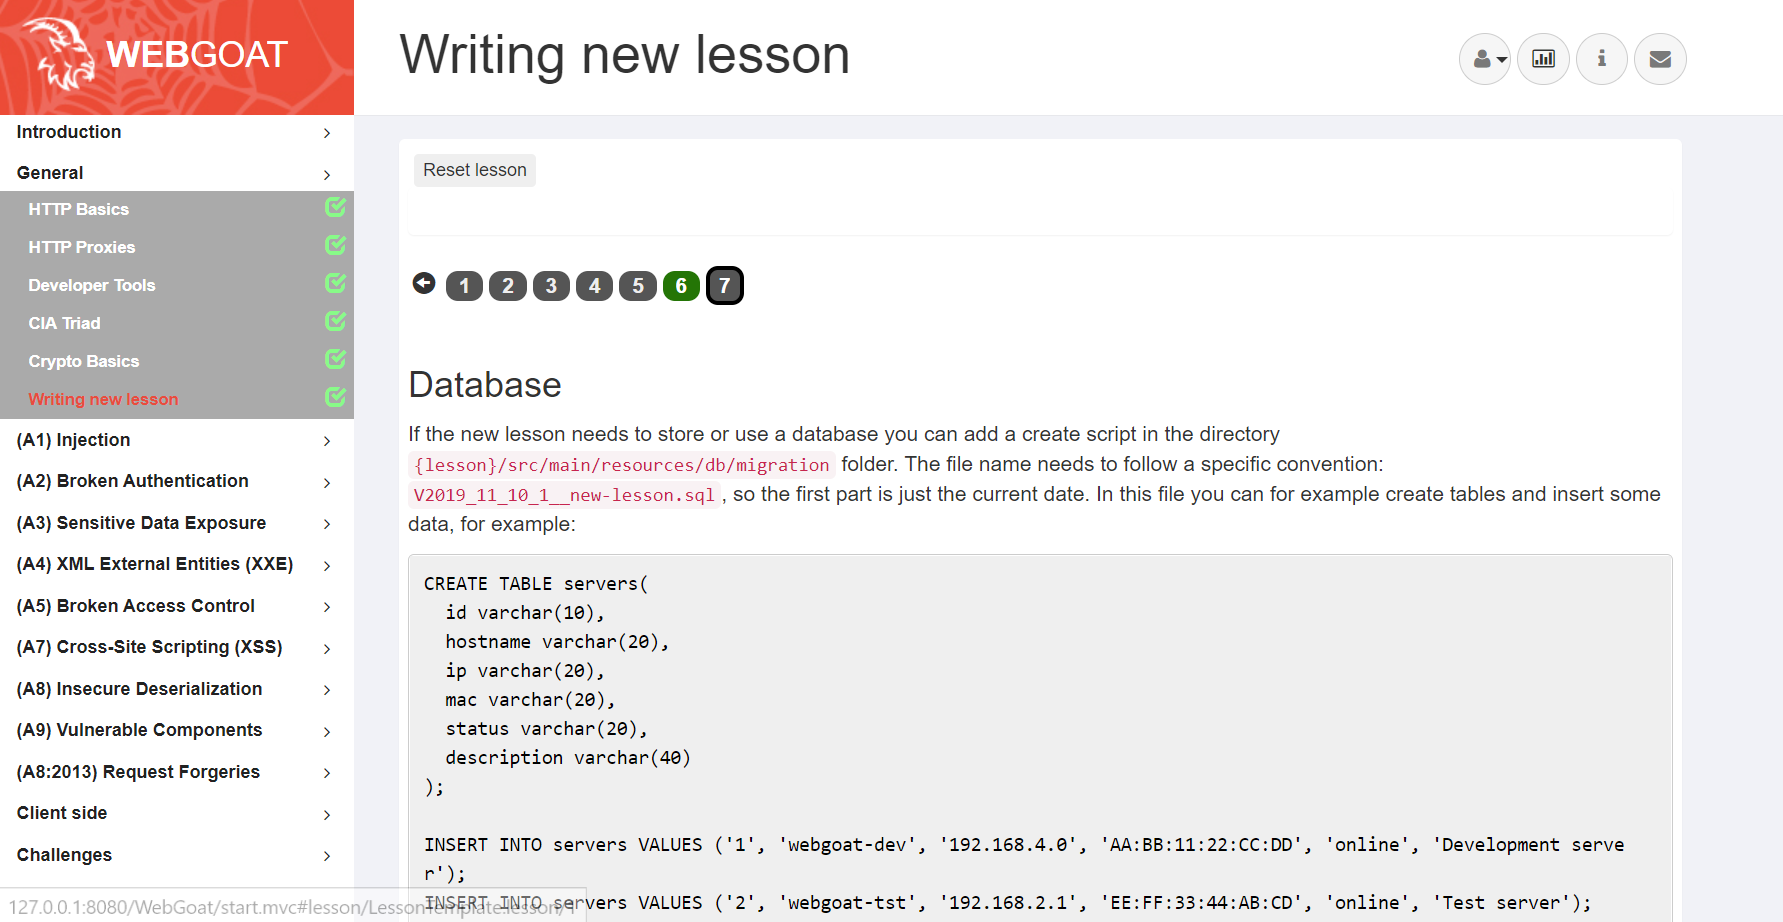 WEBGOAT
Writing new lesson
Introduction
General
HTTP Basics
HTTP Proxies
Developer Tools
CIA Triad
Crypto Basics
Writing new lesson
(A1) Injection
(A2) Broken Authentication
(A3) Sensitive Data Exposure
(A4) XML External Entities (XXE)
(A5) Broken Access Control
(A7) Cross-Site Scripting (XSS)
(A8) Insecure Deserialization
(A9) Vulnerable Components
(A8:2013) Request Forgeries
Client side
Challenges
Reset lesson
1 2 3 4 5 6 7
Database
If the new lesson needs to store or use a database you can add a create script in the directory
{lesson}/src/main/resources/db/migration folder. The file name needs to follow a specific convention:
V2019_11_10_1__new-lesson.sql, so the first part is just the current date. In this file you can for example create tables and insert some
data, for example:
CREATE TABLE servers(
id varchar(10),
hostname varchar(20),
ip varchar(20),
mac varchar(20),
status varchar(20),
description varchar(40)
);
INSERT INTO servers VALUES ('1', 'webgoat-dev', '192.168.4.0', 'AA:BB:11:22:CC:DD', 'online', 'Development serve
r');
INSERT INTO servers VALUES ('2', 'webgoat-tst', '192.168.2.1', 'EE:FF:33:44:AB:CD', 'online', 'Test server');
127.0.0.1:8080/WebGoat/start.mvc#lesson/LessonTemplate.lesson/1